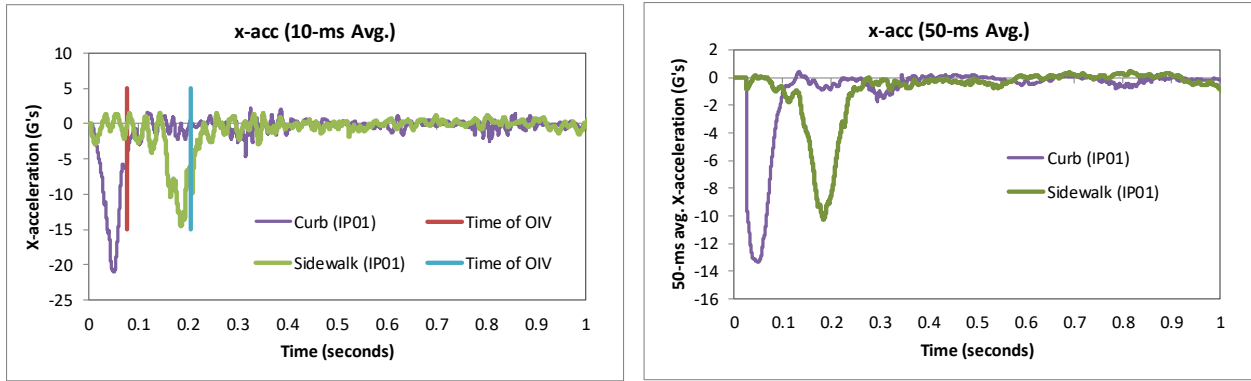 x-acc (10-ms Avg.)
X-acceleration (G's)
10
5
0
-5
-10
-15
-20
-25
Curb (IP01)
Time of OIV
Sidewalk (IP01)
Time of OIV
0 0.1 0.2 0.3 0.4 0.5 0.6 0.7 0.8 0.9 1
Time (seconds)
x-acc (50-ms Avg.)
50-ms avg. X-acceleration (G's)
2
0
-2
-4
-6
-8
-10
-12
-14
-16
Curb (IP01)
Sidewalk (IP01)
0 0.1 0.2 0.3 0.4 0.5 0.6 0.7 0.8 0.9 1
Time (seconds)